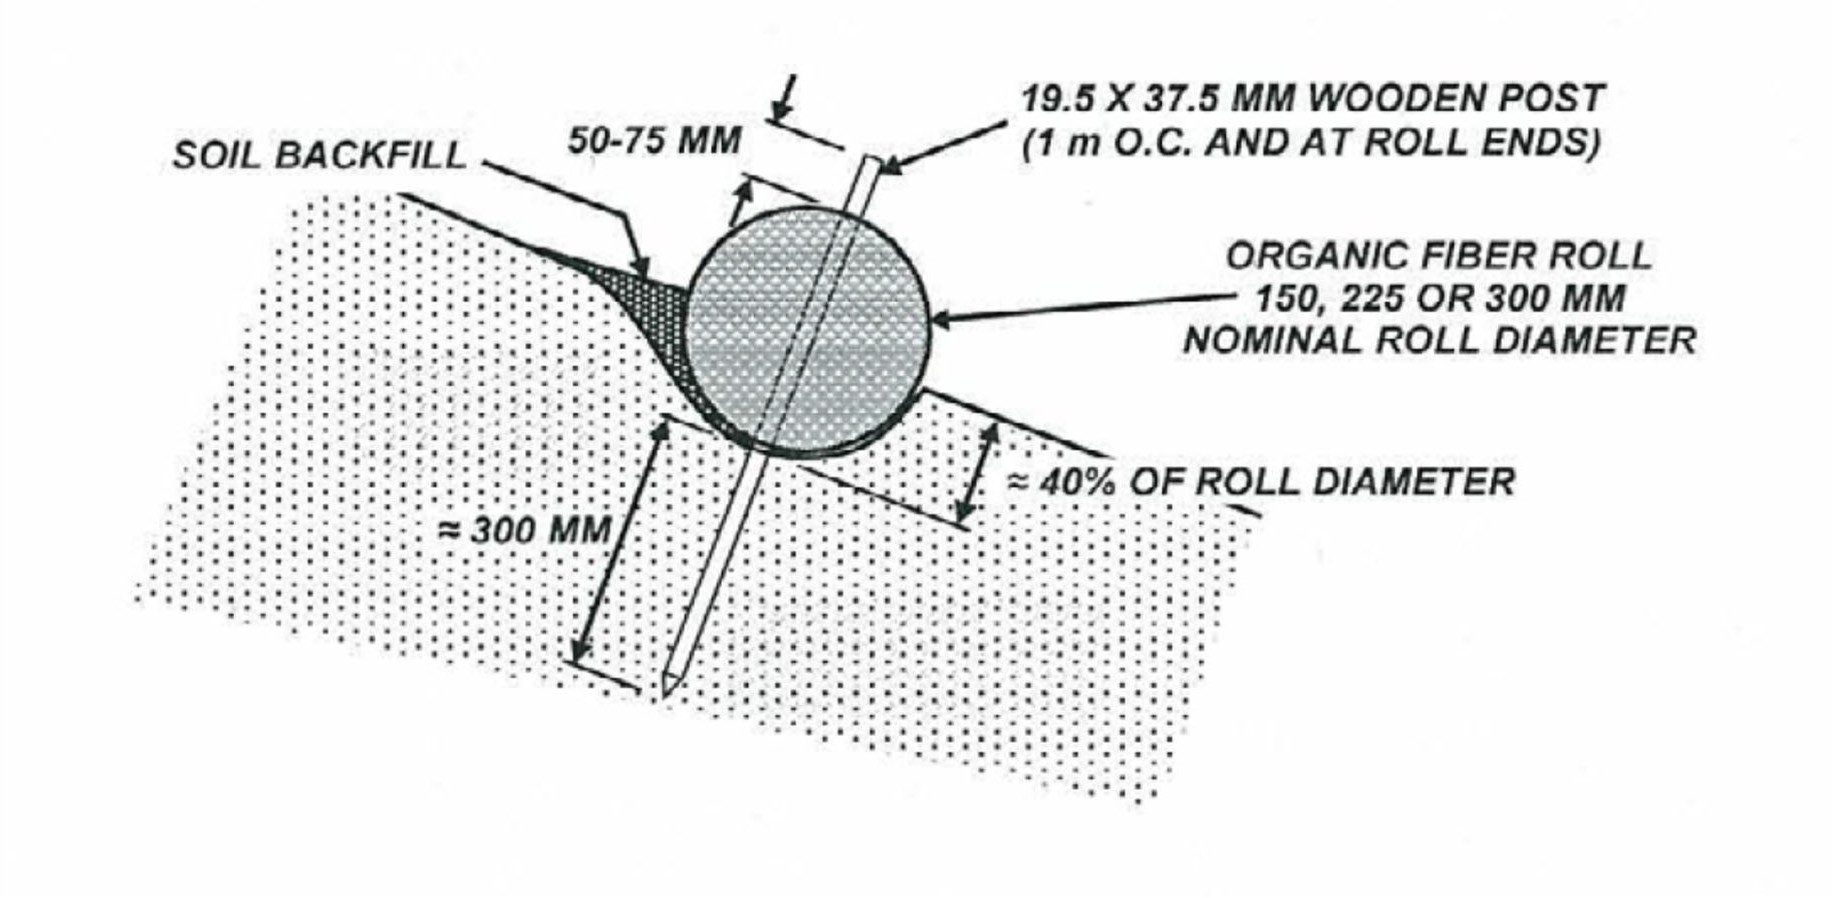 19.5 X 37.5 MM WOODEN POST
(1 m O.C. AND AT ROLL ENDS)
50-75 MM
SOIL BACKFILL
ORGANIC FIBER ROLL
150, 225 OR 300 MM
NOMINAL ROLL DIAMETER
≈ 40% OF ROLL DIAMETER
≈ 300 MM